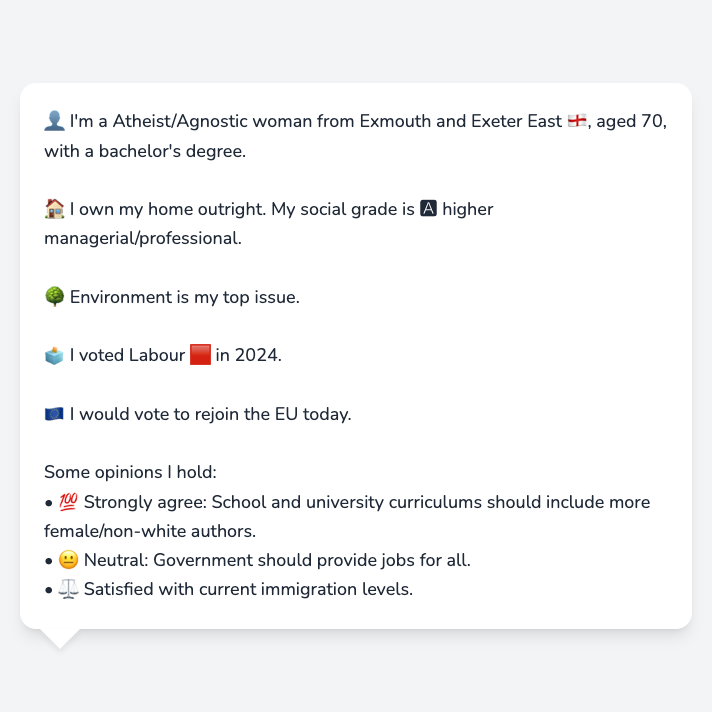 👤 I'm a Atheist/Agnostic woman from Exmouth and Exeter East 🏴󠁧󠁢󠁥󠁮󠁧󠁿, aged 70,
with a bachelor's degree.
🏠 I own my home outright. My social grade is 🅰 higher
managerial/professional.
🌳 Environment is my top issue.
🗳️ I voted Labour 🟥 in 2024.
🇪🇺 I would vote to rejoin the EU today.
Some opinions I hold:
• 💯 Strongly agree: School and university curriculums should include more
female/non-white authors.
• 😐 Neutral: Government should provide jobs for all.
• ⚖️ Satisfied with current immigration levels.